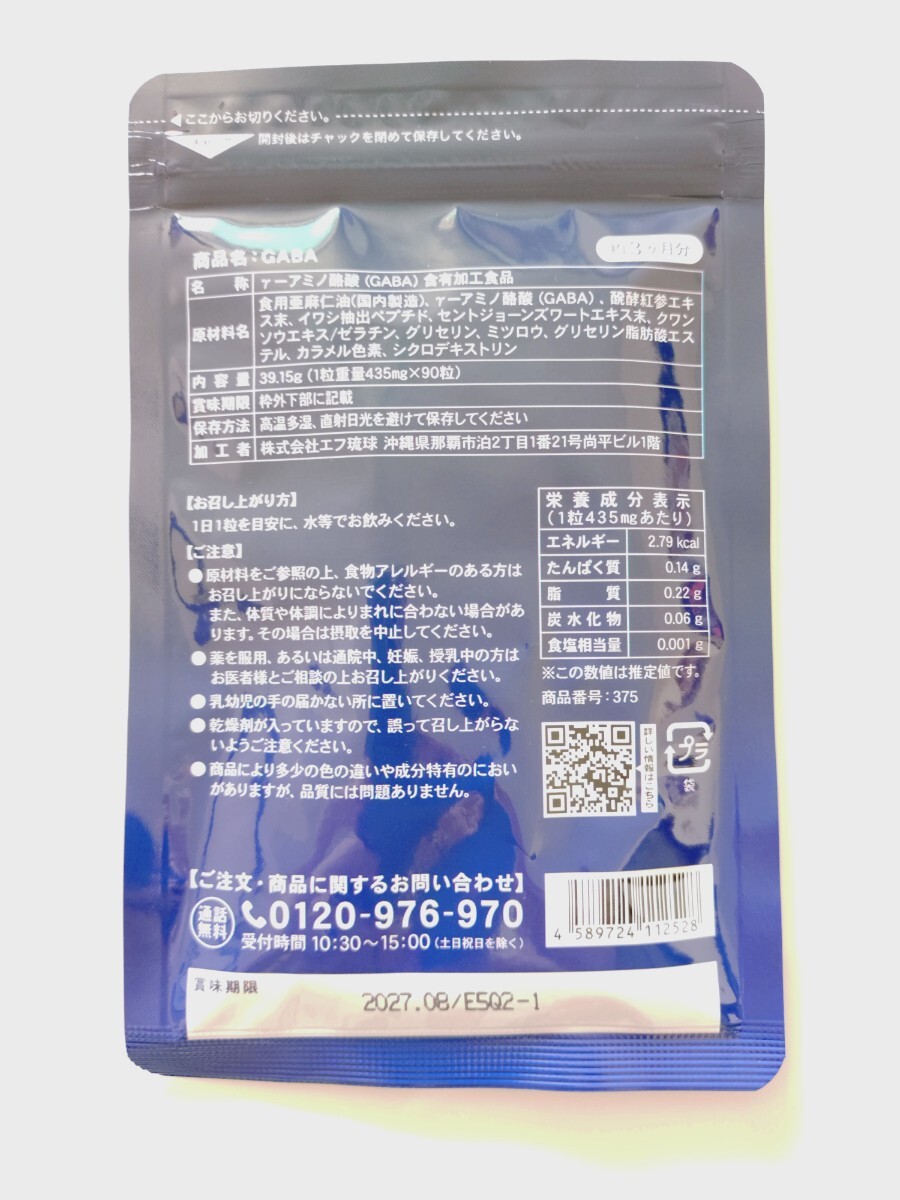 ここからお切りください。
開封後はチャックを閉めて保存してください。
商品名：GABA
約3ヶ月分
名称 γーアミノ酪酸（GABA）含有加工食品
原材料名 食用亜麻仁油(国内製造)、γーアミノ酪酸（GABA）、醗酵紅参エキ
ス末、イワシ抽出ペプチド、セントジョーンズワートエキス末、クワン
ソウエキス/ゼラチン、グリセリン、ミツロウ、グリセリン脂肪酸エス
テル、カラメル色素、シクロデキストリン
内容量 39.15g（1粒重量435mg×90粒）
賞味期限 枠外下部に記載
保存方法 高温多湿、直射日光を避けて保存してください
加工者 株式会社エフ琉球 沖縄県那覇市泊2丁目1番21号尚平ビル1階
【お召し上がり方】
1日1粒を目安に、水等でお飲みください。
【ご注意】
●原材料をご参照の上、食物アレルギーのある方は
お召し上がりにならないでください。
また、体質や体調によりまれに合わない場合があ
ります。その場合は摂取を中止してください。
●薬を服用、あるいは通院中、妊娠、授乳中の方は
お医者様とご相談の上お召し上がりください。
●乳幼児の手の届かない所に置いてください。
●乾燥剤が入っていますので、誤って召し上がらな
いようご注意ください。
●商品により多少の色の違いや成分特有のにおい
がありますが、品質には問題ありません。
栄養成分表示
（1粒435mgあたり）
エネルギー 2.79 kcal
たんぱく質 0.14 g
脂質 0.22 g
炭水化物 0.06 g
食塩相当量 0.001 g
※この数値は推定値です。
商品番号：375
詳しい情報はこちら
プラ
袋
【ご注文・商品に関するお問い合わせ】
通話
無料
0120-976-970
受付時間 10:30〜15:00（土日祝日を除く）
4 589724 112528
賞味期限
2027.08/E5Q2-1